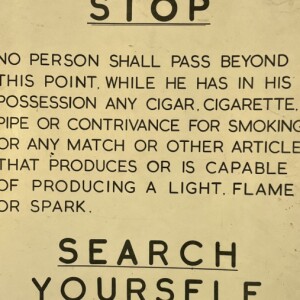 STOP
NO PERSON SHALL PASS BEYOND
THIS POINT, WHILE HE HAS IN HIS
POSSESSION ANY CIGAR, CIGARETTE,
PIPE OR CONTRIVANCE FOR SMOKING
OR ANY MATCH OR OTHER ARTICLE
THAT PRODUCES OR IS CAPABLE
OF PRODUCING A LIGHT, FLAME
OR SPARK.
SEARCH
YOURSELF